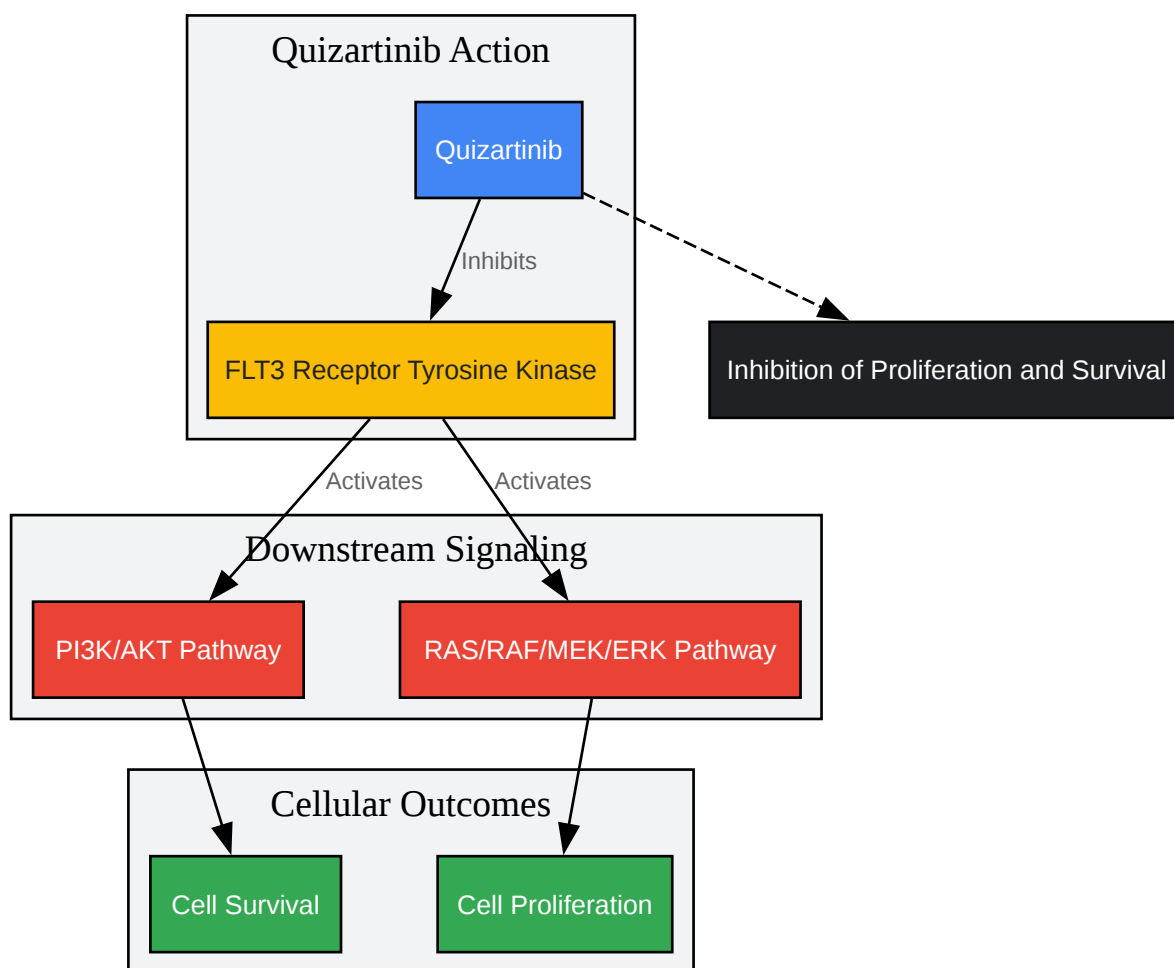 Quizartinib Action
Quizartinib
Inhibits
FLT3 Receptor Tyrosine Kinase
Inhibition of Proliferation and Survival
Activates
Activates
Downstream Signaling
PI3K/AKT Pathway
RAS/RAF/MEK/ERK Pathway
Cellular Outcomes
Cell Survival
Cell Proliferation